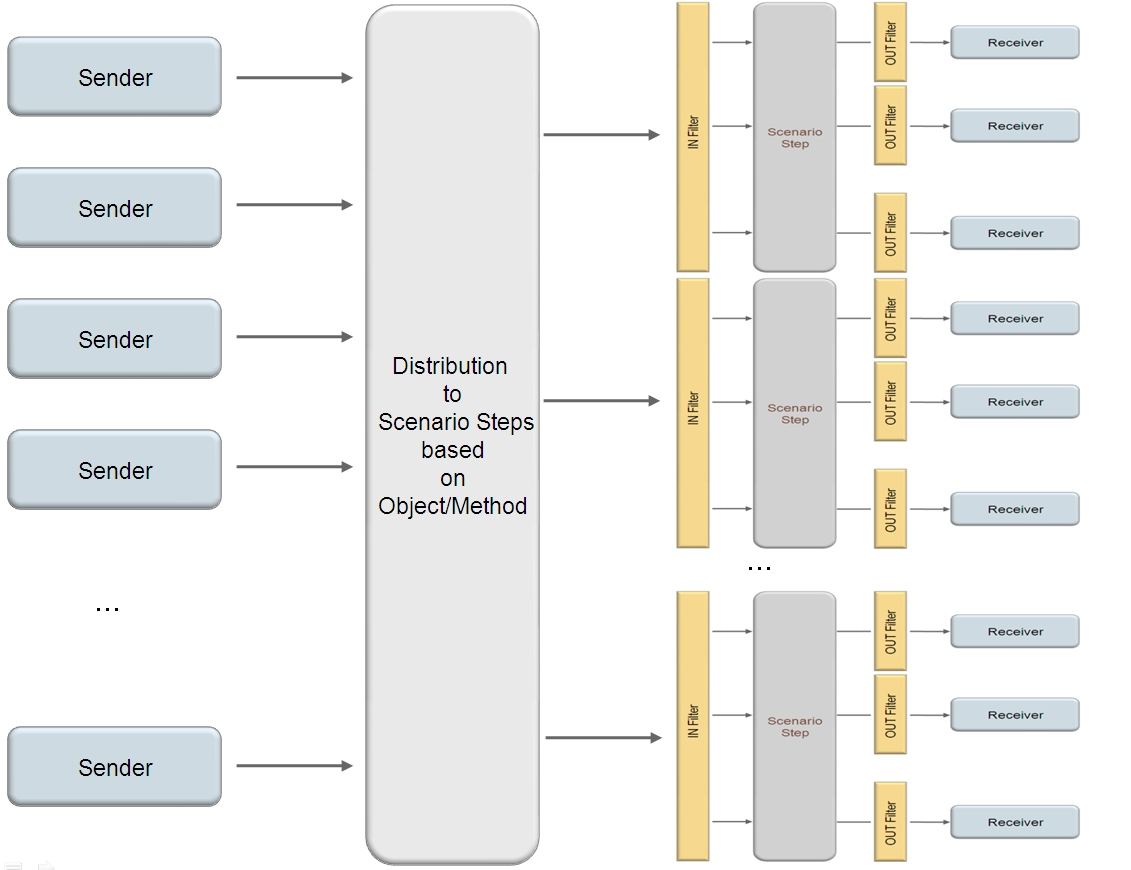 Sender
Sender
Sender
Sender
...
Sender
Distribution
to
Scenario Steps
based
on
Object/Method
IN Filter
Scenario
Step
OUT Filter
Receiver
OUT Filter
Receiver
OUT Filter
Receiver
IN Filter
Scenario
Step
OUT Filter
Receiver
OUT Filter
Receiver
OUT Filter
Receiver
...
IN Filter
Scenario
Step
OUT Filter
Receiver
OUT Filter
Receiver
OUT Filter
Receiver